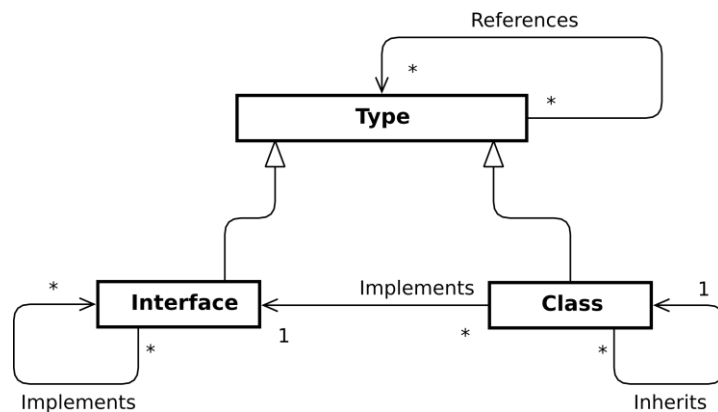 References
*
*
Type
*
Implements
1
Interface
Class
1
*
*
*
Implements
Inherits